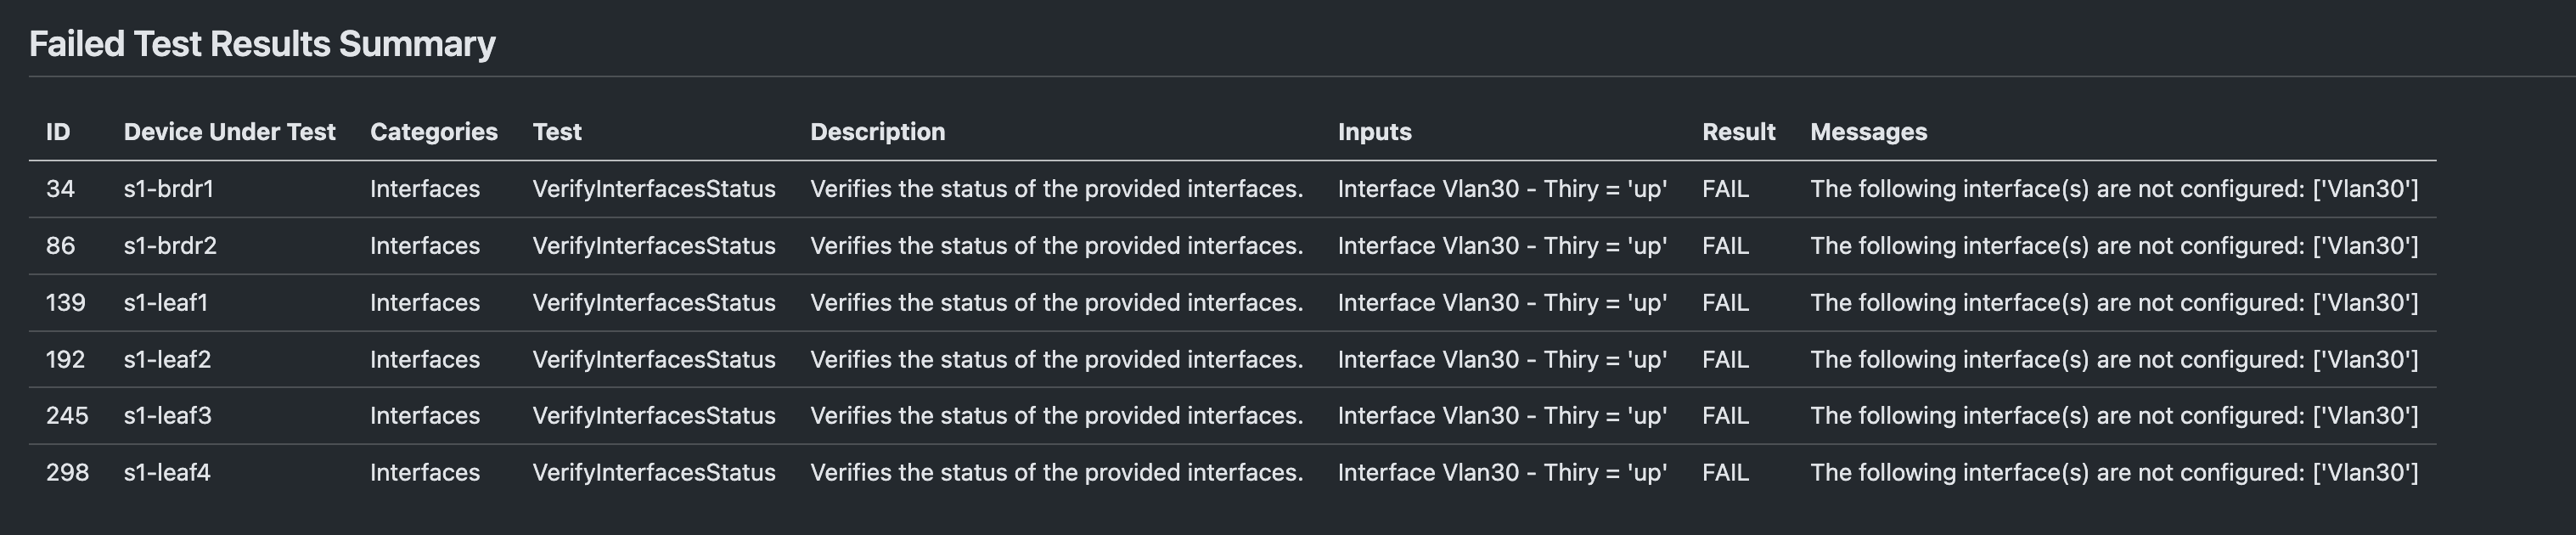 Failed Test Results Summary
ID Device Under Test Categories Test Description Inputs Result Messages
34 s1-brdr1 Interfaces VerifyInterfacesStatus Verifies the status of the provided interfaces. Interface Vlan30 - Thiry = 'up' FAIL The following interface(s) are not configured: ['Vlan30']
86 s1-brdr2 Interfaces VerifyInterfacesStatus Verifies the status of the provided interfaces. Interface Vlan30 - Thiry = 'up' FAIL The following interface(s) are not configured: ['Vlan30']
139 s1-leaf1 Interfaces VerifyInterfacesStatus Verifies the status of the provided interfaces. Interface Vlan30 - Thiry = 'up' FAIL The following interface(s) are not configured: ['Vlan30']
192 s1-leaf2 Interfaces VerifyInterfacesStatus Verifies the status of the provided interfaces. Interface Vlan30 - Thiry = 'up' FAIL The following interface(s) are not configured: ['Vlan30']
245 s1-leaf3 Interfaces VerifyInterfacesStatus Verifies the status of the provided interfaces. Interface Vlan30 - Thiry = 'up' FAIL The following interface(s) are not configured: ['Vlan30']
298 s1-leaf4 Interfaces VerifyInterfacesStatus Verifies the status of the provided interfaces. Interface Vlan30 - Thiry = 'up' FAIL The following interface(s) are not configured: ['Vlan30']